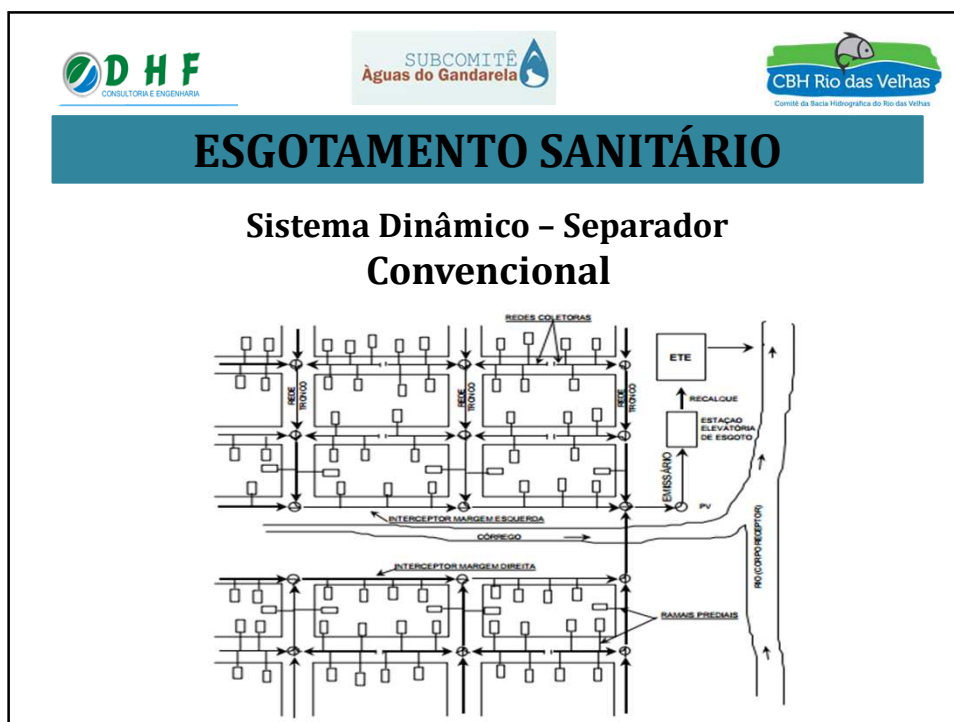 DHF
CONSULTORIA E ENGENHARIA
SUBCOMITÊ
Àguas do Gandarela
CBH Rio das Velhas
Comitê da Bacia Hidrográfica do Rio das Velhas
ESGOTAMENTO SANITÁRIO
Sistema Dinâmico – Separador
Convencional
REDES COLETORAS
ETE
REDE
TRONCO
REDE
TRONCO
REDE
TRONCO
RECALQUE
ESTAÇAO
ELEVATÓRIA
DE ESGOTO
EMISSÁRIO
PV
INTERCEPTOR MARGEM ESQUERDA
CÓRREGO
RIO (CORPO RECEPTOR)
INTERCEPTOR MARGEM DIREITA
RAMAIS PREDIAIS